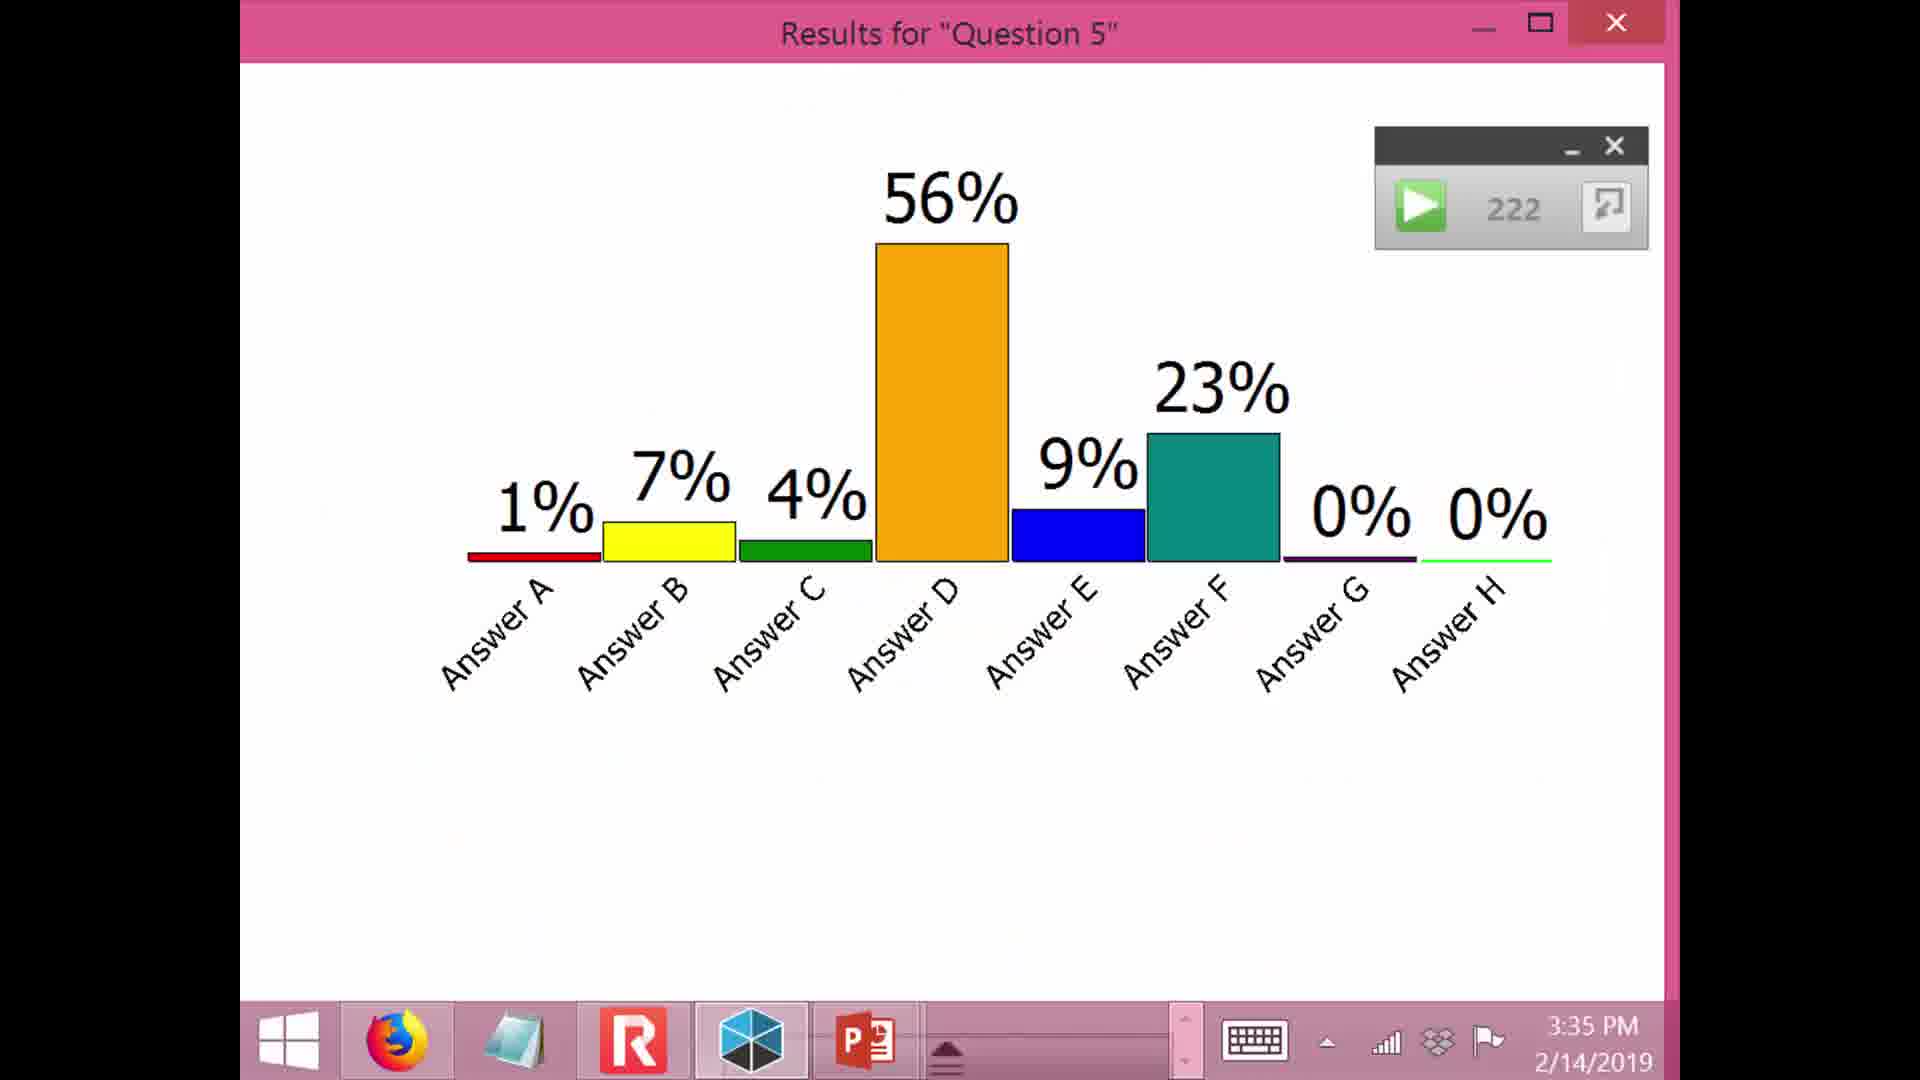 Results for "Question 5"
222
56%
23%
9%
7%
4%
1%
0%
0%
Answer A
Answer B
Answer C
Answer D
Answer E
Answer F
Answer G
Answer H
R
P
3:35 PM
2/14/2019